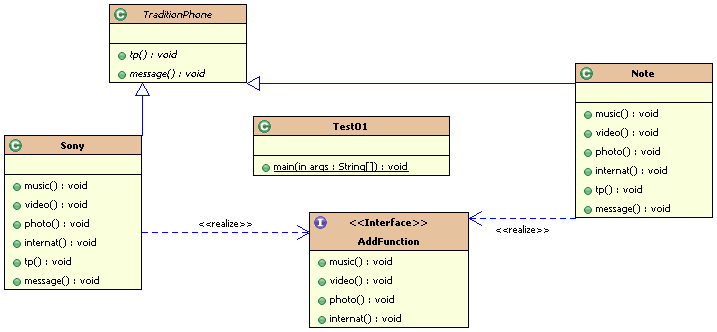 TraditionPhone
tp() : void
message() : void
Note
music() : void
video() : void
photo() : void
internat() : void
tp() : void
message() : void
Test01
main(in args : String[]) : void
Sony
music() : void
video() : void
photo() : void
internat() : void
tp() : void
message() : void
<<realize>>
<<realize>>
<<Interface>>
AddFunction
music() : void
video() : void
photo() : void
internat() : void